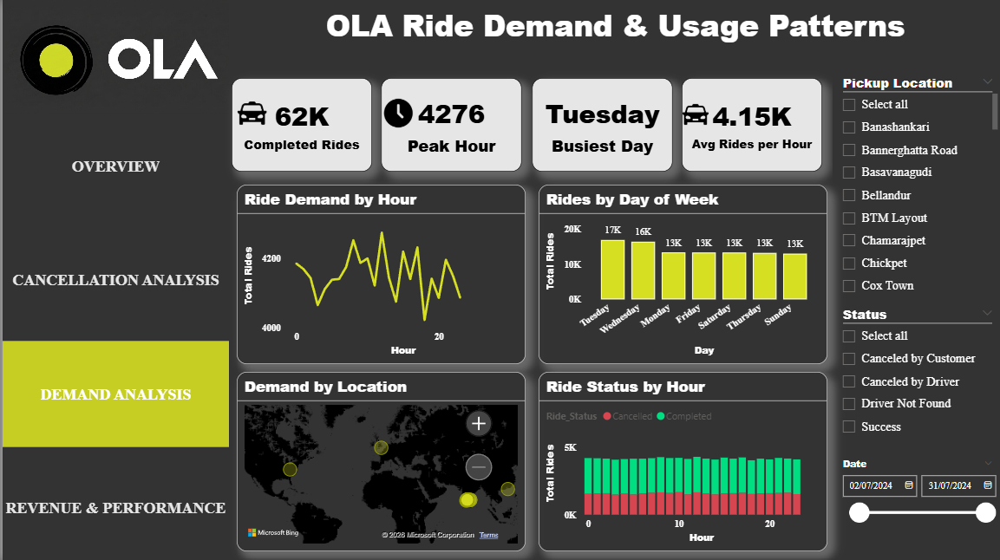 OLA Ride Demand & Usage Patterns
OLA
OVERVIEW
CANCELLATION ANALYSIS
DEMAND ANALYSIS
REVENUE & PERFORMANCE
62K
Completed Rides
4276
Peak Hour
Tuesday
Busiest Day
4.15K
Avg Rides per Hour
Ride Demand by Hour
Total Rides
4200
4000
0 20
Hour
Rides by Day of Week
Total Rides
20K
10K
0K
17K 16K 13K 13K 13K 13K 13K
Tuesday Wednesday Monday Friday Saturday Thursday Sunday
Day
Demand by Location
+
Microsoft Bing
© 2026 Microsoft Corporation Terms
Ride Status by Hour
Ride_Status Cancelled Completed
Total Rides
5K
0K
0 10 20
Hour
Pickup Location
Select all
Banashankari
Bannerghatta Road
Basavanagudi
Bellandur
BTM Layout
Chamarajpet
Chickpet
Cox Town
Status
Select all
Canceled by Customer
Canceled by Driver
Driver Not Found
Success
Date
02/07/2024 31/07/2024